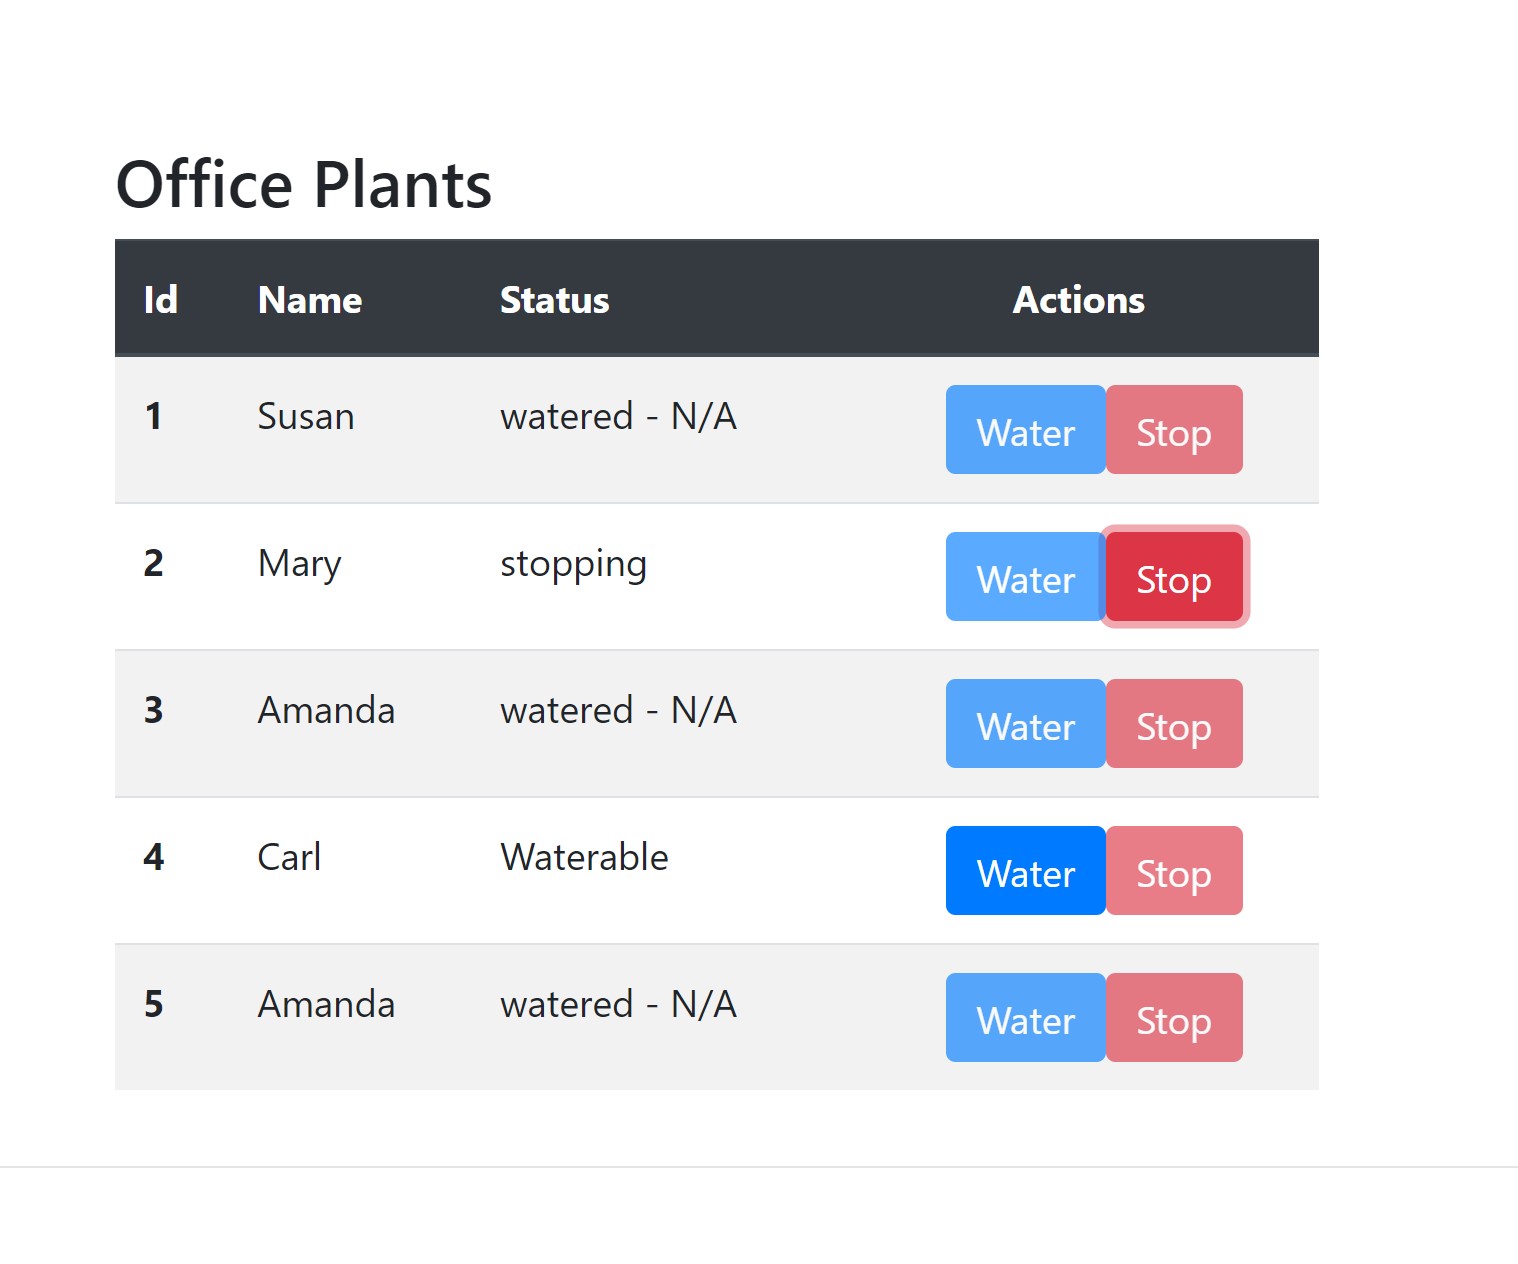 Office Plants
Id Name Status Actions
1 Susan watered - N/A Water Stop
2 Mary stopping Water Stop
3 Amanda watered - N/A Water Stop
4 Carl Waterable Water Stop
5 Amanda watered - N/A Water Stop